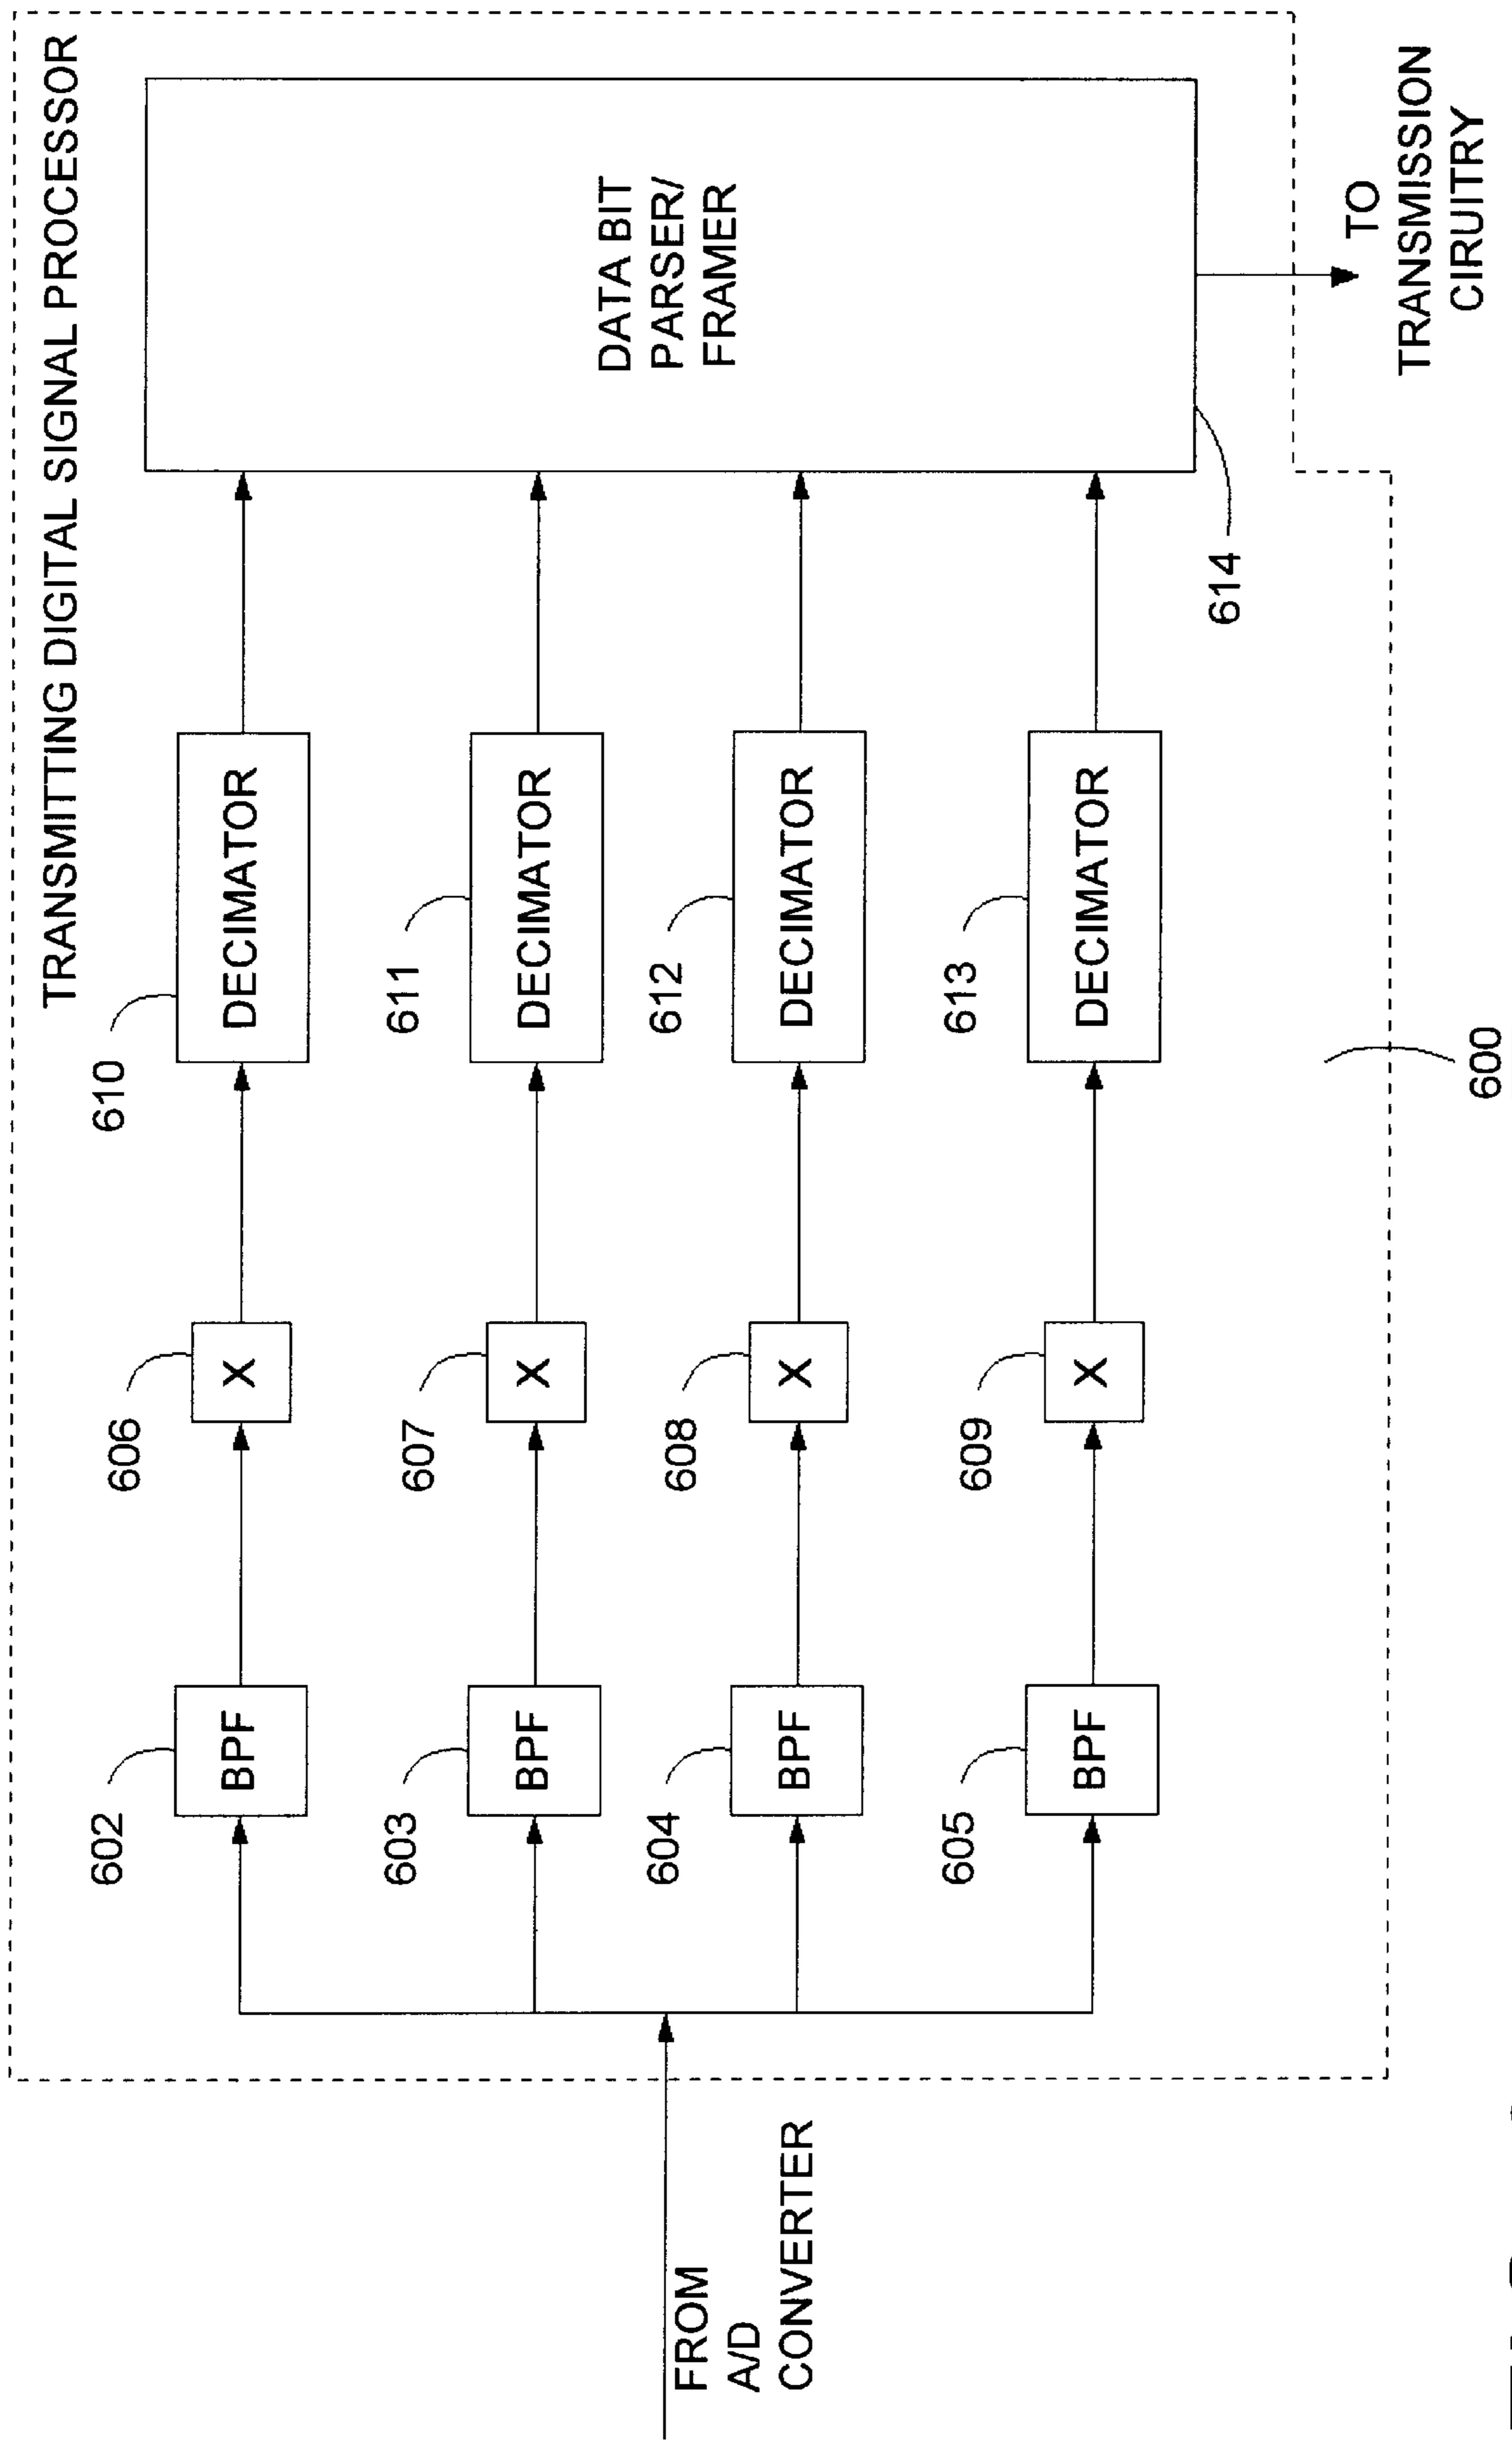 TRANSMITTING DIGITAL SIGNAL PROCESSOR
602
BPF
606
X
610
DECIMATOR
603
BPF
607
X
611
DECIMATOR
604
BPF
608
X
612
DECIMATOR
605
BPF
609
X
613
DECIMATOR
DATA BIT
PARSER/
FRAMER
614
FROM
A/D
CONVERTER
TO
TRANSMISSION
CIRUITRY
600